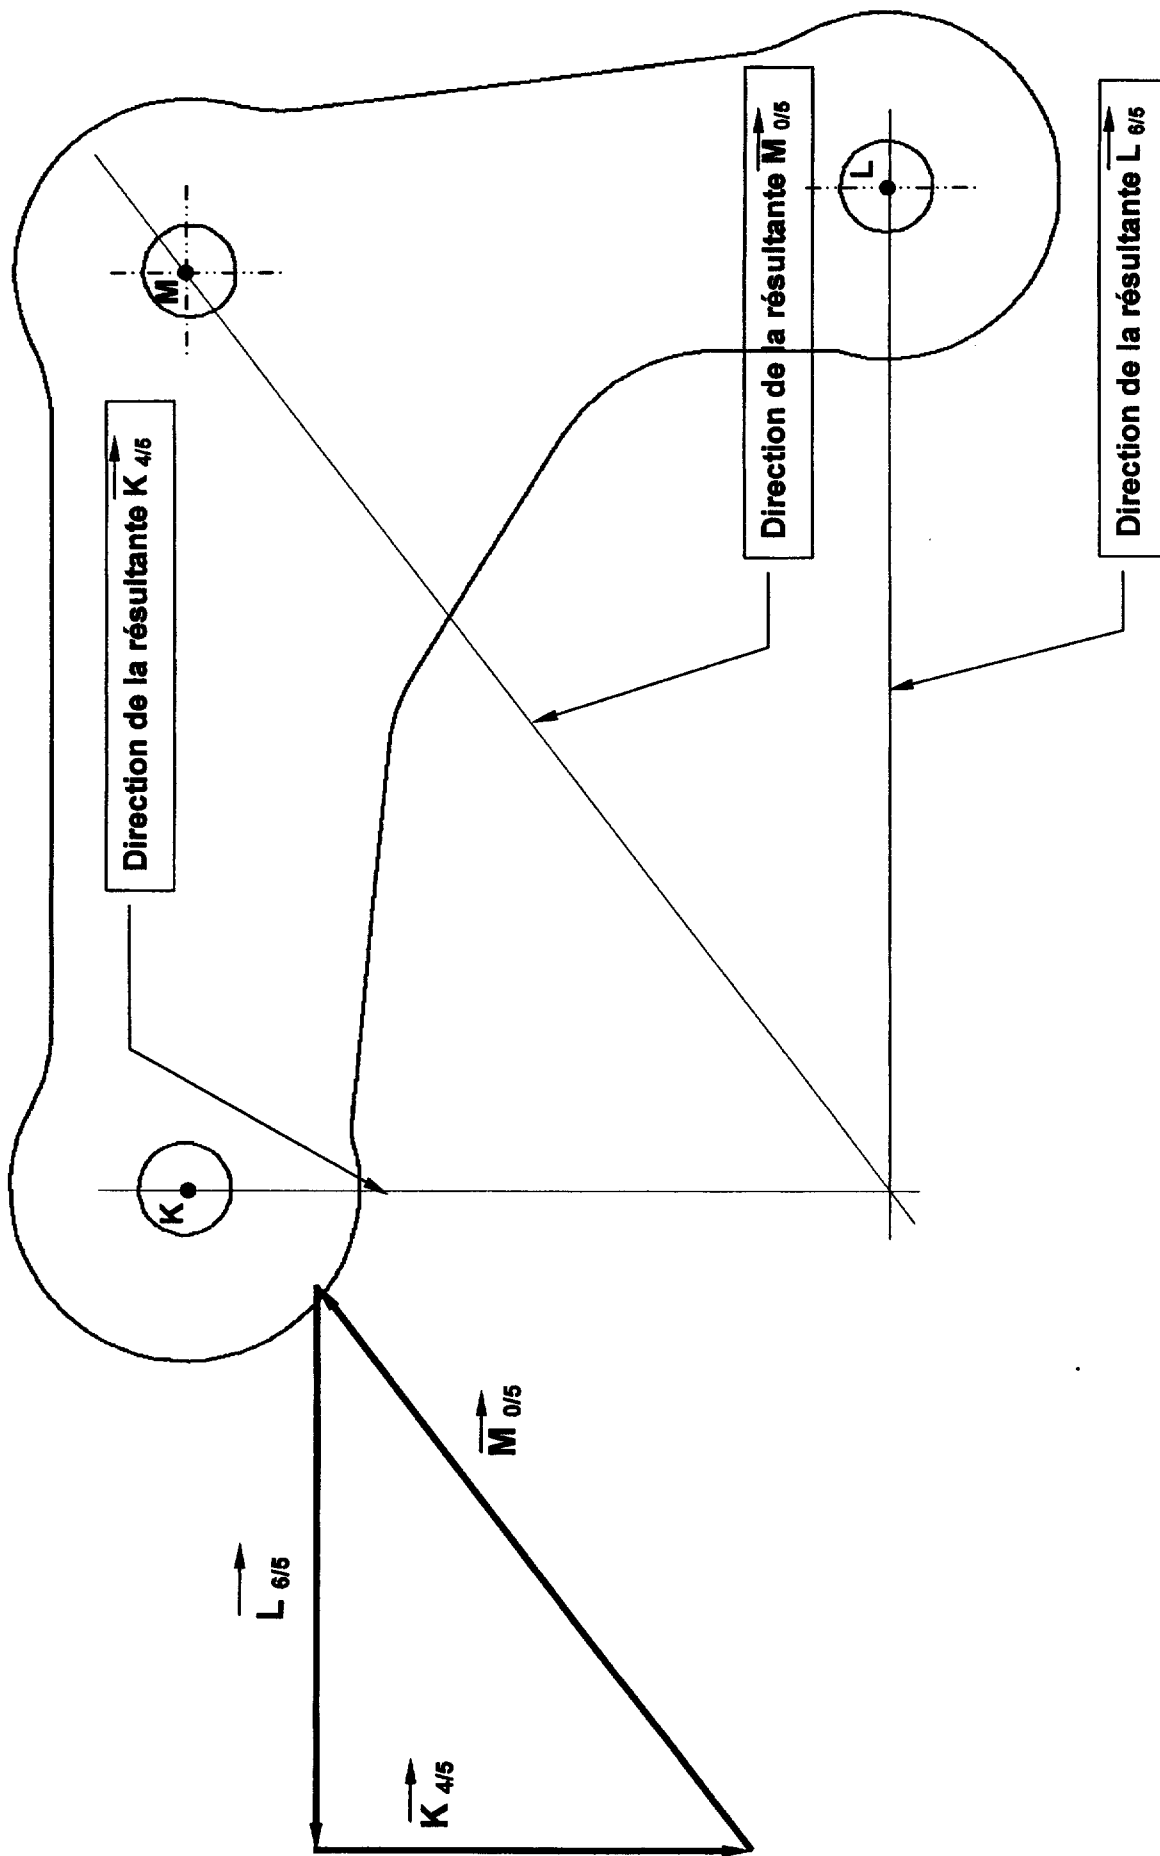 Direction de la résultante K 4/5
M
K
Direction de la résultante M 0/5
L
Direction de la résultante L 6/5
L 6/5
M 0/5
K 4/5